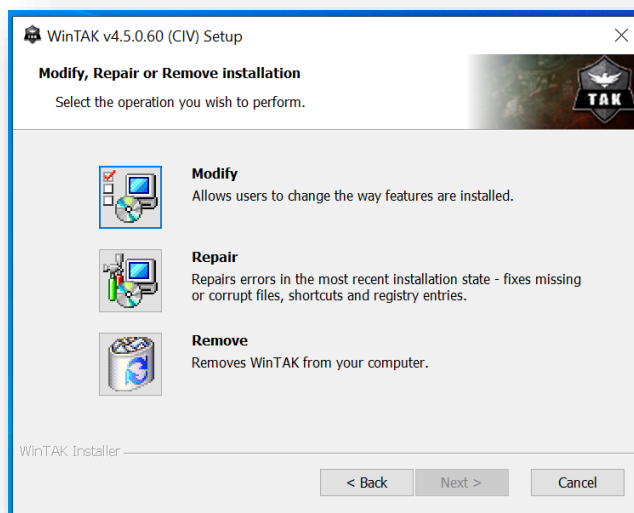 WinTAK v4.5.0.60 (CIV) Setup
Modify, Repair or Remove installation
Select the operation you wish to perform.
TAK
Modify
Allows users to change the way features are installed.
Repair
Repairs errors in the most recent installation state - fixes missing
or corrupt files, shortcuts and registry entries.
Remove
Removes WinTAK from your computer.
WinTAK Installer
< Back Next > Cancel